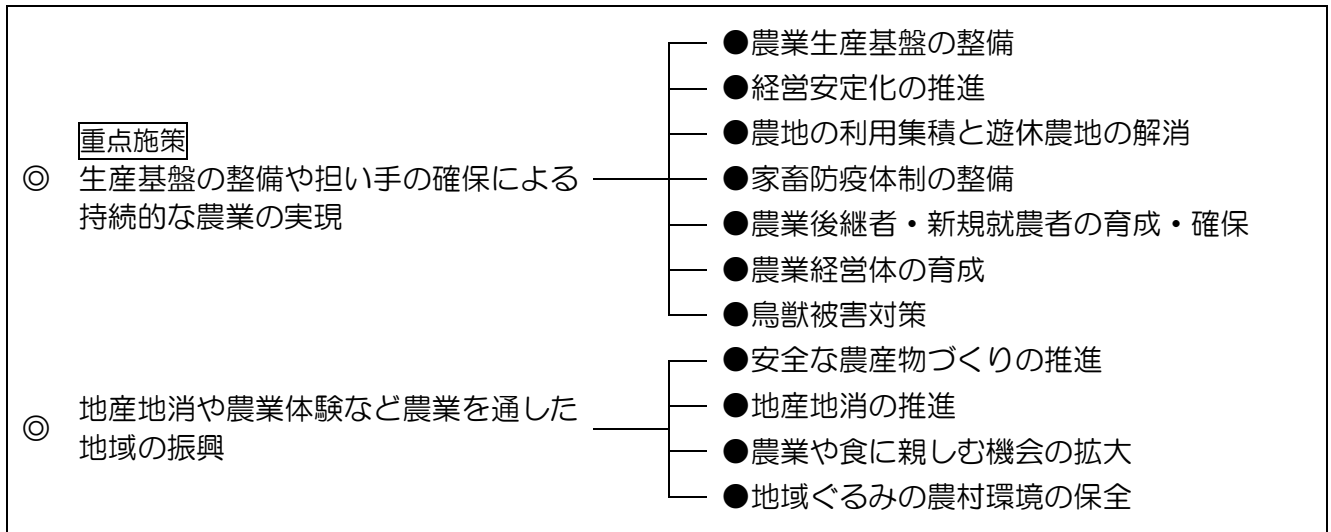 重点施策
◎ 生産基盤の整備や担い手の確保による
持続的な農業の実現
●農業生産基盤の整備
●経営安定化の推進
●農地の利用集積と遊休農地の解消
●家畜防疫体制の整備
●農業後継者・新規就農者の育成・確保
●農業経営体の育成
●鳥獣被害対策
◎ 地産地消や農業体験など農業を通した
地域の振興
●安全な農産物づくりの推進
●地産地消の推進
●農業や食に親しむ機会の拡大
●地域ぐるみの農村環境の保全